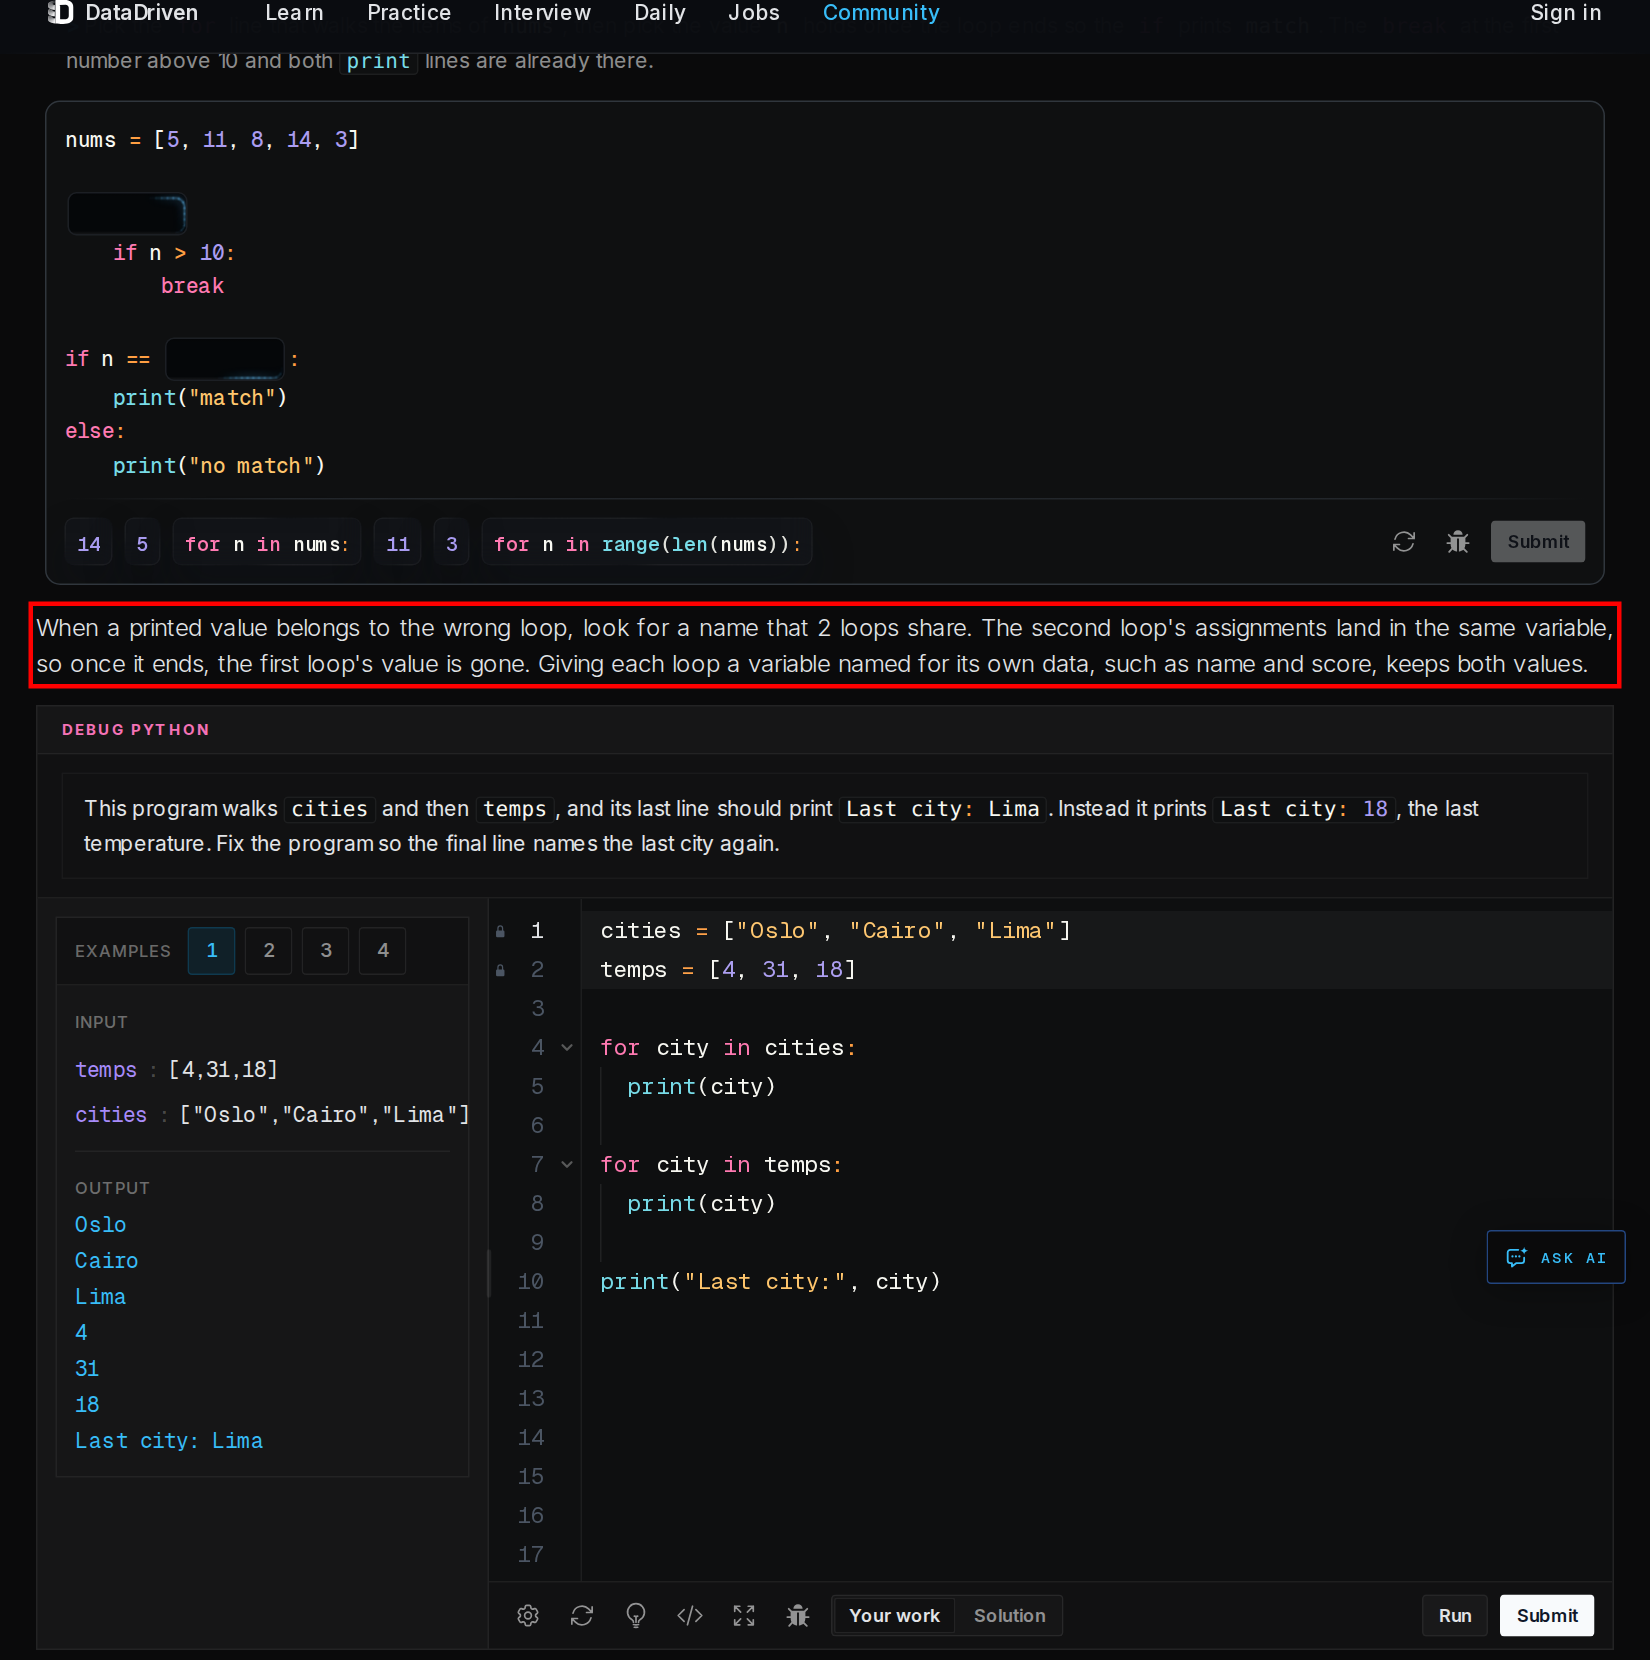 DataDriven Learn Practice Interview Daily Jobs Community Sign in
number above 10 and both print lines are already there.
nums = [5, 11, 8, 14, 3]
if n > 10:
break
if n == :
print("match")
else:
print("no match")
14 5 for n in nums: 11 3 for n in range(len(nums)): Submit
When a printed value belongs to the wrong loop, look for a name that 2 loops share. The second loop's assignments land in the same variable,
so once it ends, the first loop's value is gone. Giving each loop a variable named for its own data, such as name and score, keeps both values.
DEBUG PYTHON
This program walks cities and then temps, and its last line should print Last city: Lima. Instead it prints Last city: 18, the last
temperature. Fix the program so the final line names the last city again.
EXAMPLES 1 2 3 4
INPUT
temps : [4,31,18]
cities : ["Oslo","Cairo","Lima"]
OUTPUT
Oslo
Cairo
Lima
4
31
18
Last city: Lima
1 cities = ["Oslo", "Cairo", "Lima"]
2 temps = [4, 31, 18]
3
4 for city in cities:
5 print(city)
6
7 for city in temps:
8 print(city)
9
10 print("Last city:", city)
11
12
13
14
15
16
17
ASK AI
Your work Solution Run Submit